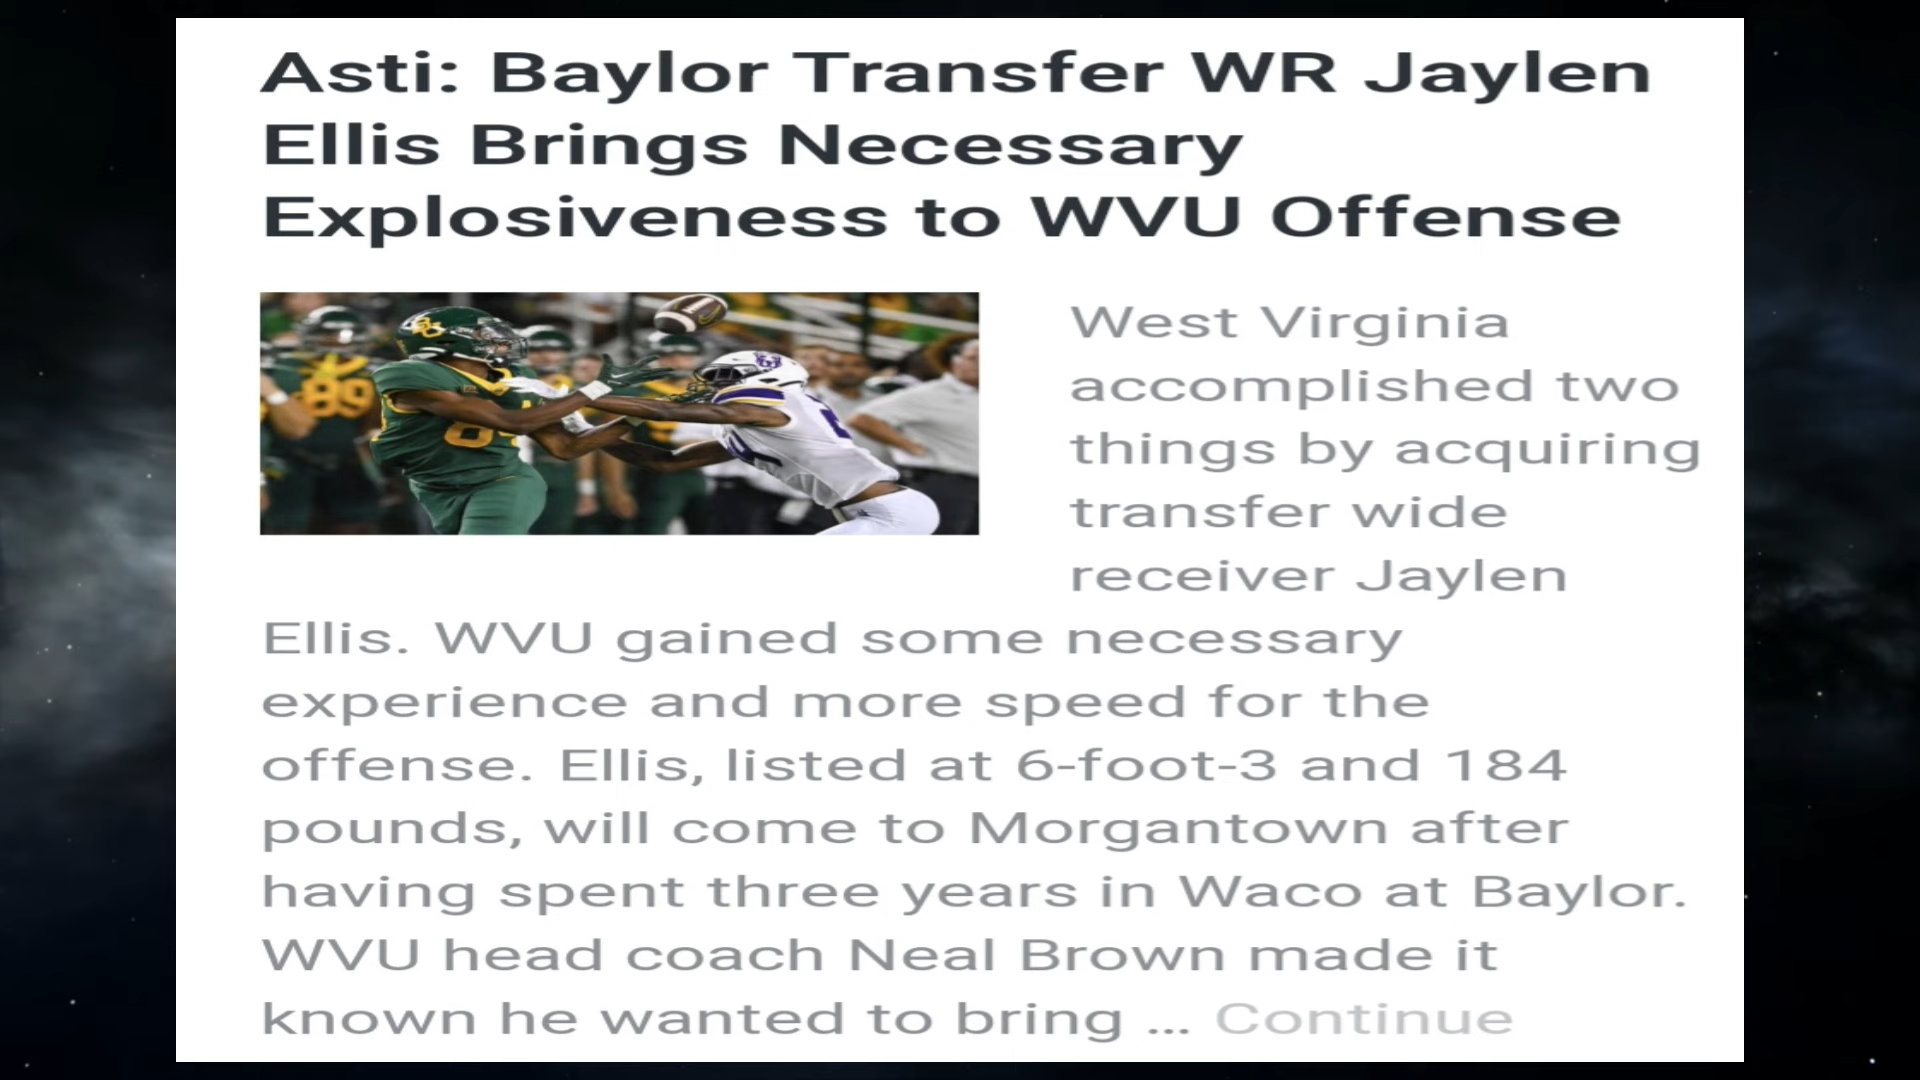 Asti: Baylor Transfer WR Jaylen
Ellis Brings Necessary
Explosiveness to WVU Offense
West Virginia
accomplished two
things by acquiring
transfer wide
receiver Jaylen
Ellis. WVU gained some necessary
experience and more speed for the
offense. Ellis, listed at 6-foot-3 and 184
pounds, will come to Morgantown after
having spent three years in Waco at Baylor.
WVU head coach Neal Brown made it
known he wanted to bring ... Continue
89